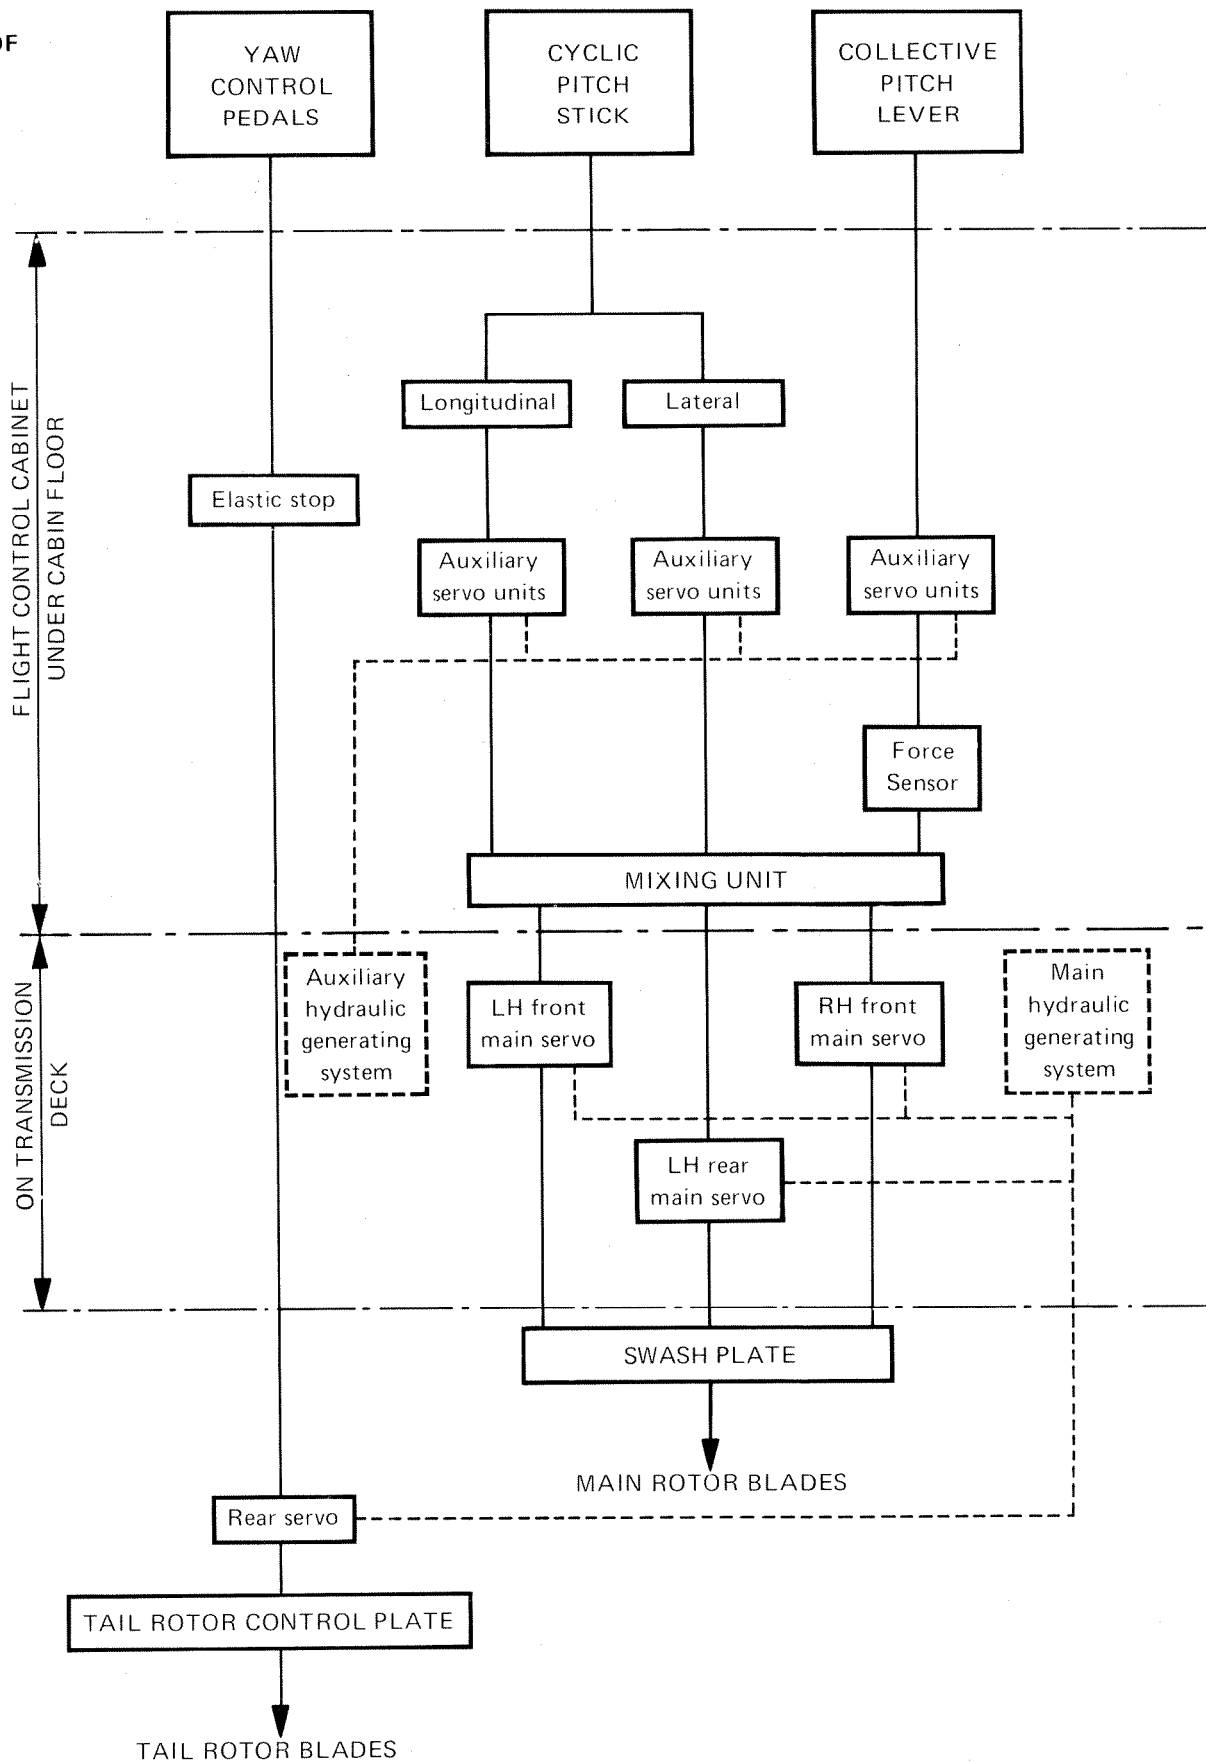 OF
YAW
CONTROL
PEDALS
CYCLIC
PITCH
STICK
COLLECTIVE
PITCH
LEVER
FLIGHT CONTROL CABINET
UNDER CABIN FLOOR
Longitudinal
Lateral
Elastic stop
Auxiliary
servo units
Auxiliary
servo units
Auxiliary
servo units
Force
Sensor
MIXING UNIT
ON TRANSMISSION
DECK
Auxiliary
hydraulic
generating
system
LH front
main servo
RH front
main servo
Main
hydraulic
generating
system
LH rear
main servo
SWASH PLATE
MAIN ROTOR BLADES
Rear servo
TAIL ROTOR CONTROL PLATE
TAIL ROTOR BLADES